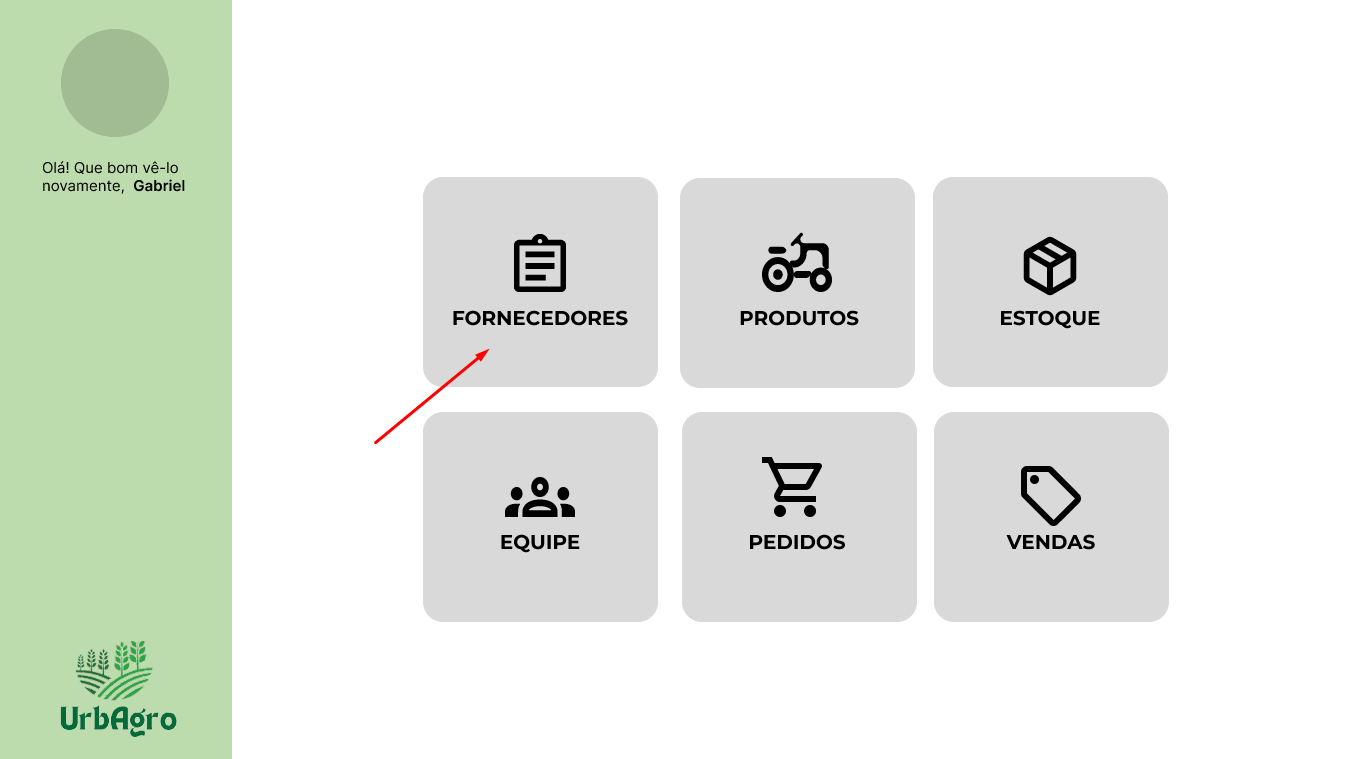 Olá! Que bom vê-lo
novamente, Gabriel
FORNECEDORES
PRODUTOS
ESTOQUE
EQUIPE
PEDIDOS
VENDAS
UrbAgro